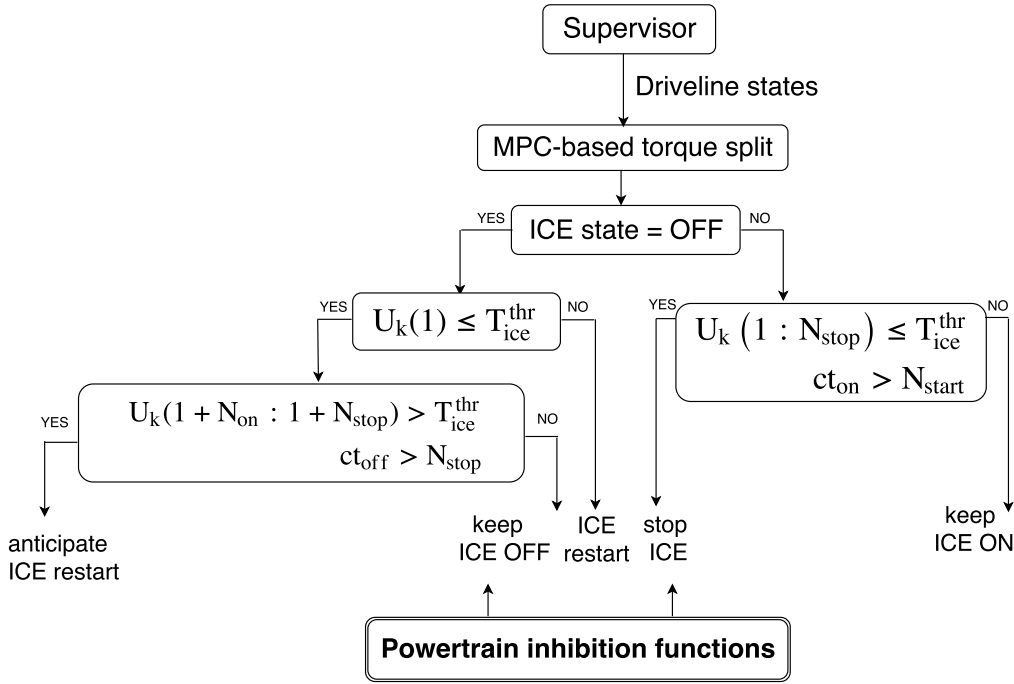 Supervisor
Driveline states
MPC-based torque split
YES
ICE state = OFF
NO
YES
U_k(1) ≤ T_ice^thr
NO
YES
U_k (1 : N_stop) ≤ T_ice^thr
ct_on > N_start
NO
YES
U_k(1 + N_on : 1 + N_stop) > T_ice^thr
ct_off > N_stop
NO
anticipate
ICE restart
keep
ICE OFF
ICE
restart
stop
ICE
keep
ICE ON
Powertrain inhibition functions